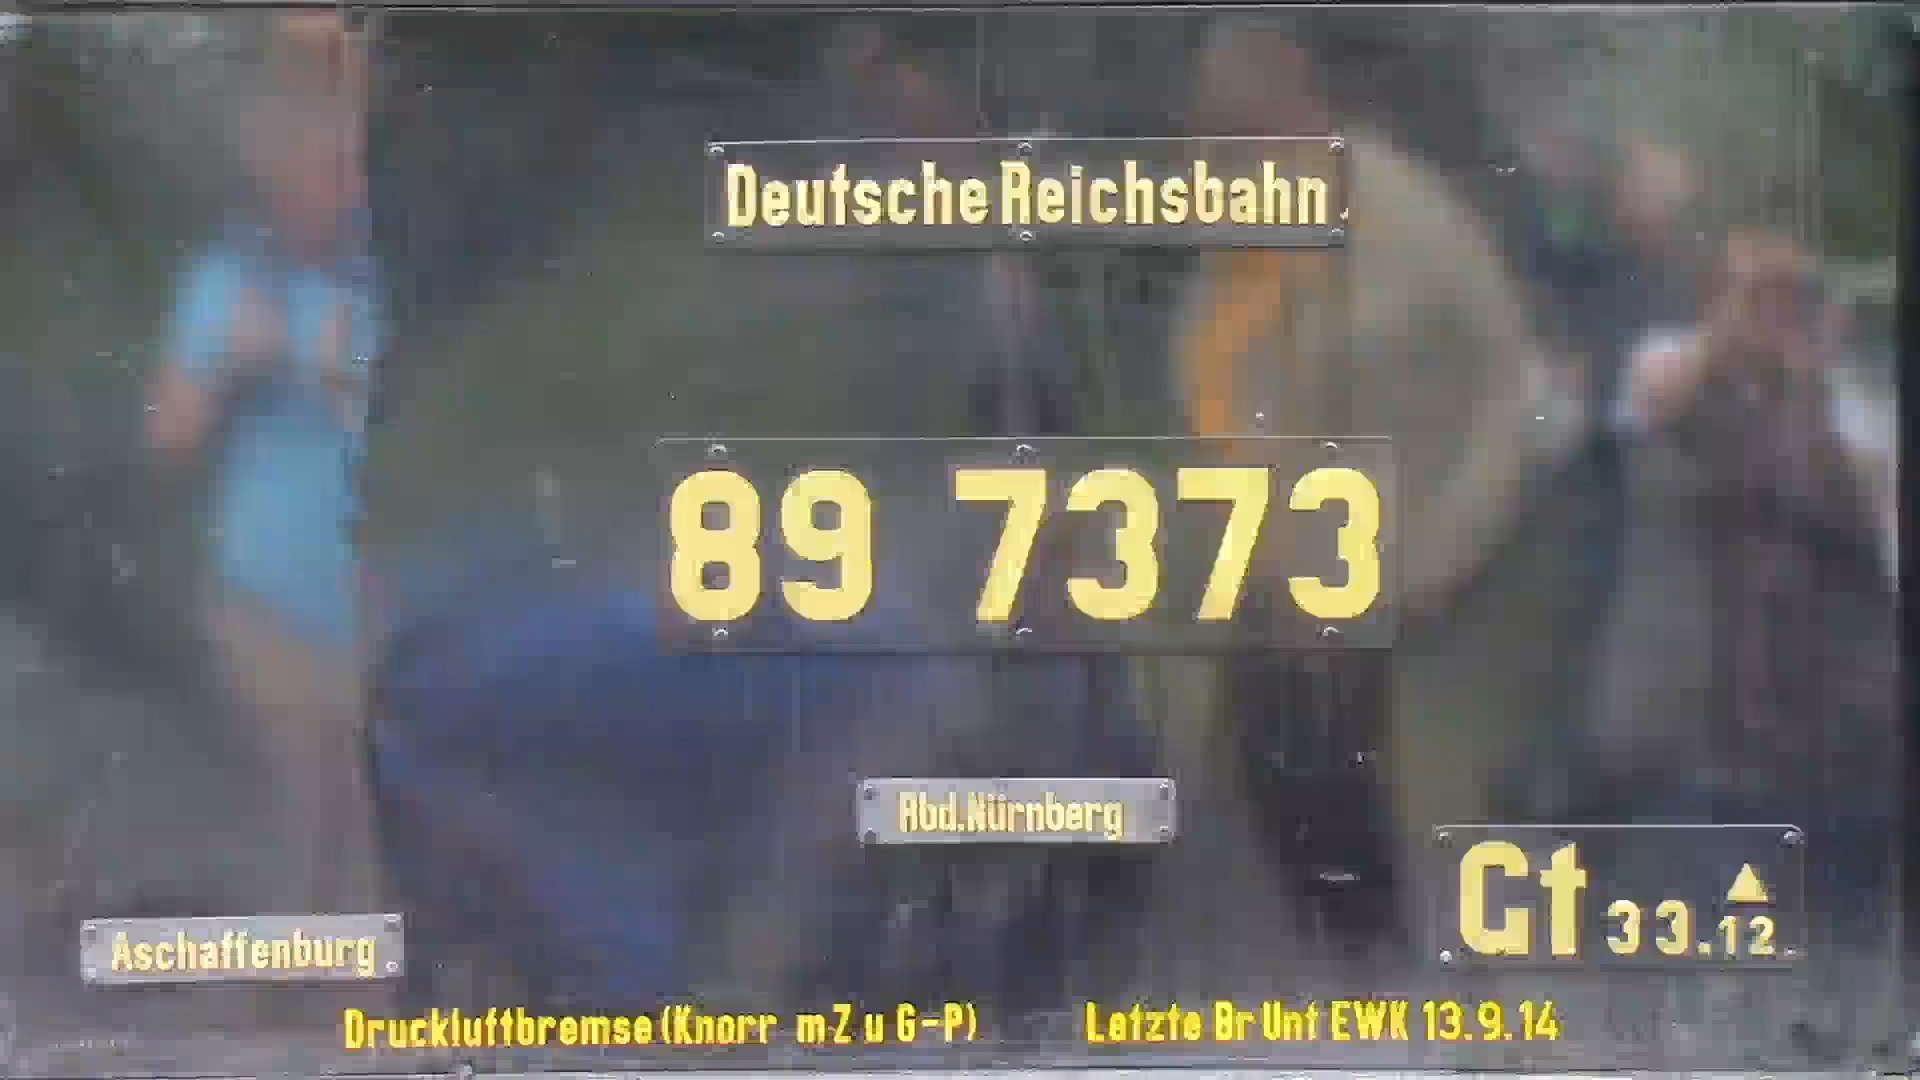 Deutsche Reichsbahn
89 7373
Rbd.Nürnberg
Gt 33.12
Aschaffenburg
Druckluftbremse (Knorr m Z u G-P)
Letzte Br Unt EWK 13.9.14